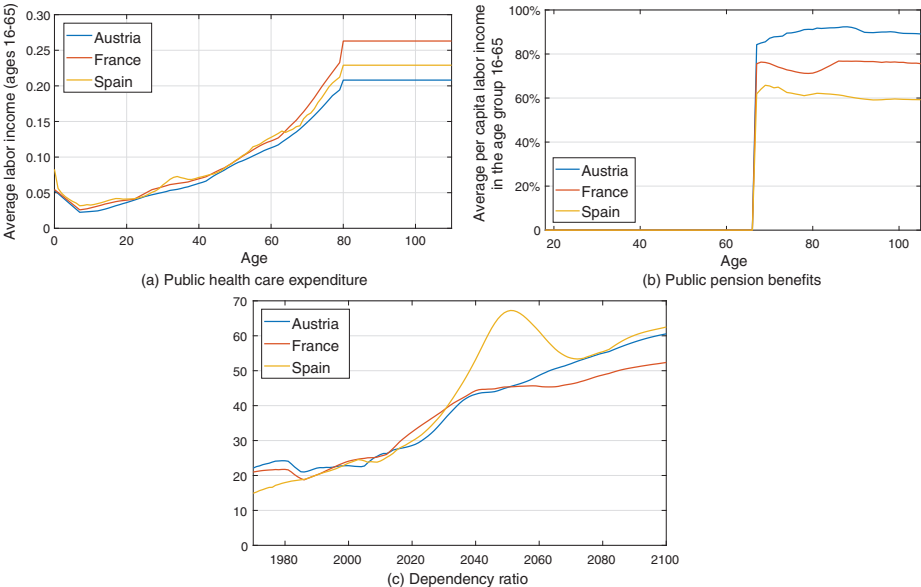 Average labor income (ages 16-65)
0.30
0.25
0.20
0.15
0.10
0.05
0
Austria
France
Spain
0 20 40 60 80 100
Age
(a) Public health care expenditure
Average per capita labor income
in the age group 16-65
100%
80%
60%
40%
20%
0
Austria
France
Spain
20 40 60 80 100
Age
(b) Public pension benefits
70
60
50
40
30
20
10
0
Austria
France
Spain
1980 2000 2020 2040 2060 2080 2100
(c) Dependency ratio